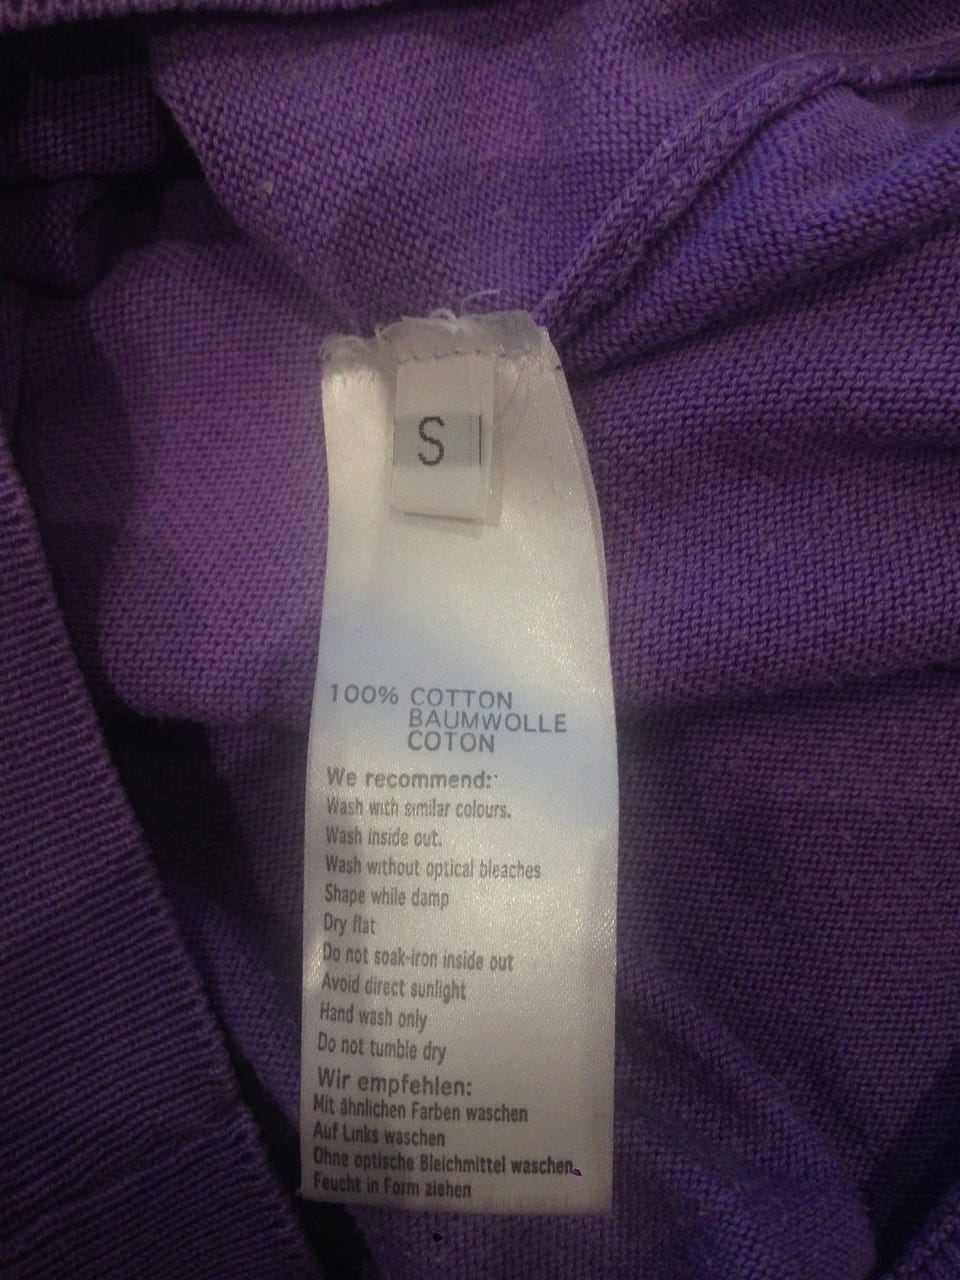 S
100% COTTON
BAUMWOLLE
COTON
We recommend:
Wash with similar colours.
Wash inside out.
Wash without optical bleaches
Shape while damp
Dry flat
Do not soak-iron inside out
Avoid direct sunlight
Hand wash only
Do not tumble dry
Wir empfehlen:
Mit ähnlichen Farben waschen
Auf Links waschen
Ohne optische Bleichmittel waschen
Feucht in Form ziehen